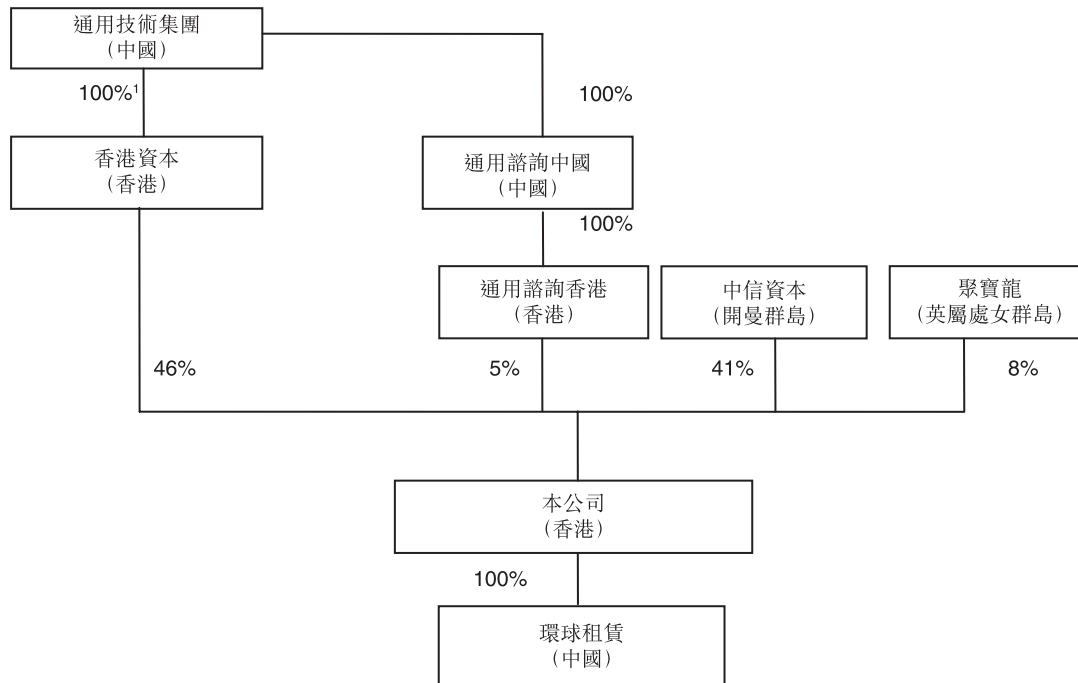 通用技術集團
（中國）
100%¹
100%
香港資本
（香港）
通用諮詢中國
（中國）
100%
通用諮詢香港
（香港）
中信資本
（開曼群島）
聚寶龍
（英屬處女群島）
46%
5%
41%
8%
本公司
（香港）
100%
環球租賃
（中國）